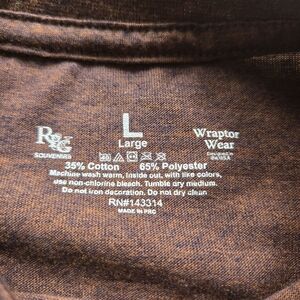 L
Large
RG
SOUVENIRS
Wraptor
Wear
35% Cotton 65% Polyester
Machine wash warm, Inside out, with like colors,
use non-chlorine bleach. Tumble dry medium.
Do not iron decoration. Do not dry clean
RN#143314
MADE IN PRC